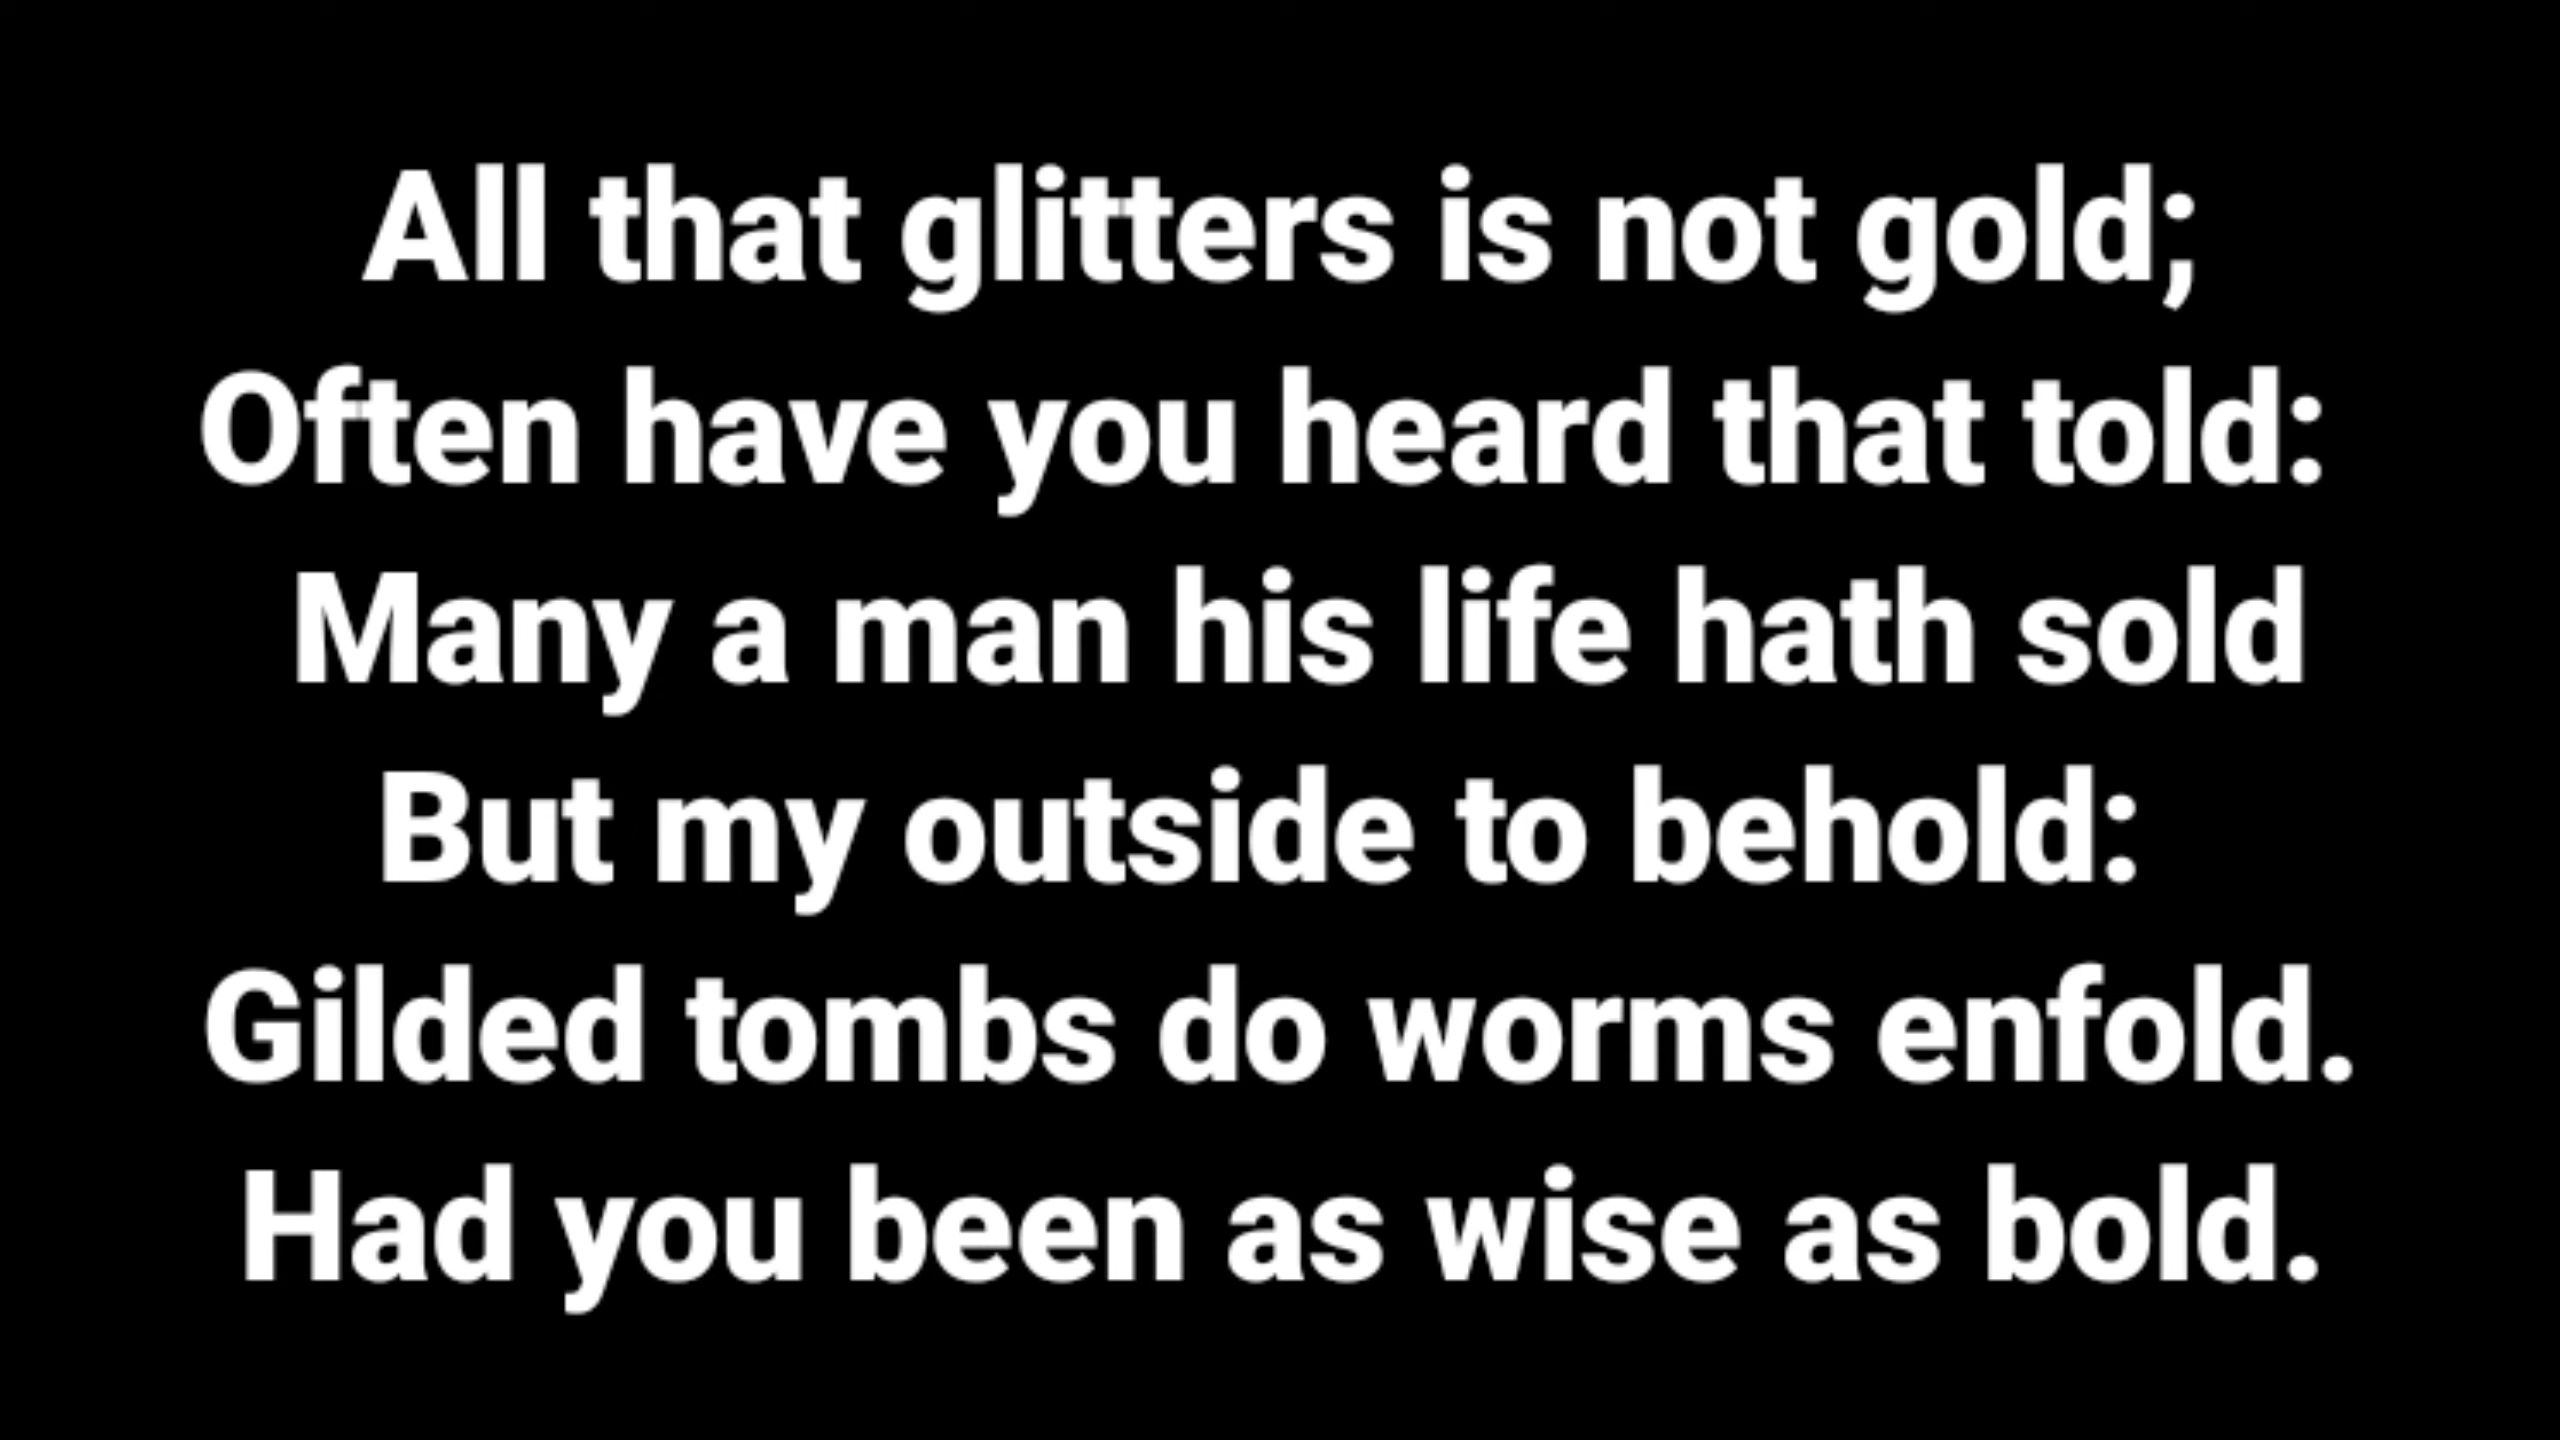 All that glitters is not gold;
Often have you heard that told:
Many a man his life hath sold
But my outside to behold:
Gilded tombs do worms enfold.
Had you been as wise as bold.